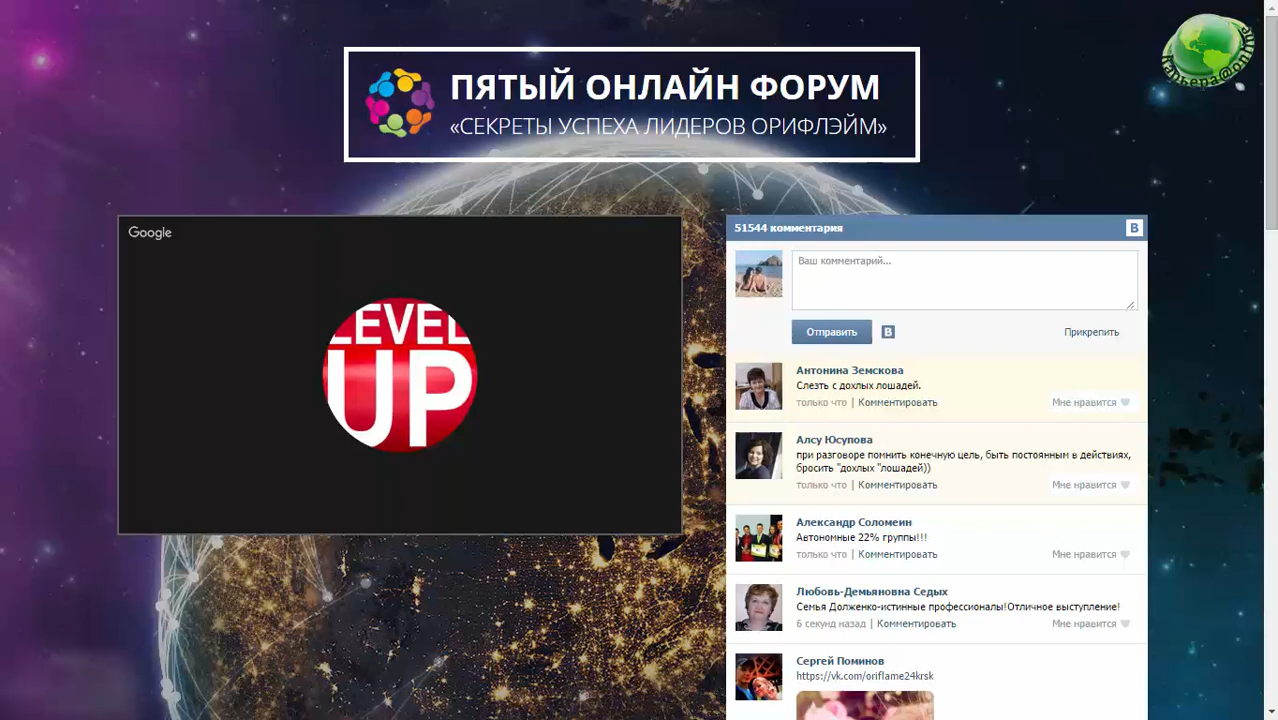 ПЯТЫЙ ОНЛАЙН ФОРУМ
«СЕКРЕТЫ УСПЕХА ЛИДЕРОВ ОРИФЛЭЙМ»
карьера@online
Google
LEVEL
UP
51544 комментария
В
Ваш комментарий...
Отправить
В
Прикрепить
Антонина Земскова
Слезть с дохлых лошадей.
только что | Комментировать
Мне нравится
Алсу Юсупова
при разговоре помнить конечную цель, быть постоянным в действиях,
бросить "дохлых "лошадей))
только что | Комментировать
Мне нравится
Александр Соломеин
Автономные 22% группы!!!
только что | Комментировать
Мне нравится
Любовь-Демьяновна Седых
Семья Долженко-истинные профессионалы!Отличное выступление!
6 секунд назад | Комментировать
Мне нравится
Сергей Поминов
https://vk.com/oriflame24krsk